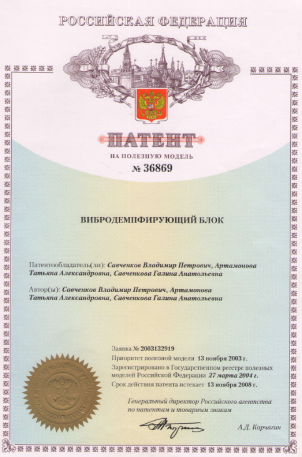 РОССИЙСКАЯ ФЕДЕРАЦИЯ
ПАТЕНТ
НА ПОЛЕЗНУЮ МОДЕЛЬ
№ 36869
ВИБРОДЕМПФИРУЮЩИЙ БЛОК
Патентообладатель(ли): Савченков Владимир Петрович, Артамонова
Татьяна Александровна, Савченкова Галина Анатольевна
Автор(ы): Савченков Владимир Петрович, Артамонова
Татьяна Александровна, Савченкова Галина Анатольевна
Заявка № 2003132919
Приоритет полезной модели 13 ноября 2003 г.
Зарегистрировано в Государственном реестре полезных
моделей Российской Федерации 27 марта 2004 г.
Срок действия патента истекает 13 ноября 2008 г.
Генеральный директор Российского агентства
по патентам и товарным знакам
А.Д. Корчагин